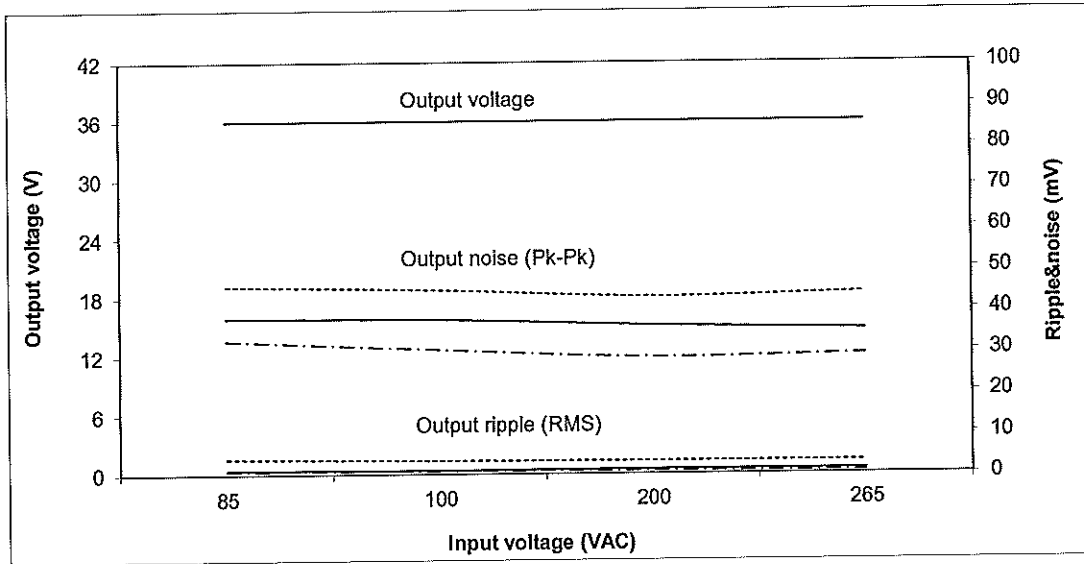 42
36
30
24
18
12
6
0
Output voltage (V)
100
90
80
70
60
50
40
30
20
10
0
Ripple&noise (mV)
Output voltage
Output noise (Pk-Pk)
Output ripple (RMS)
85 100 200 265
Input voltage (VAC)